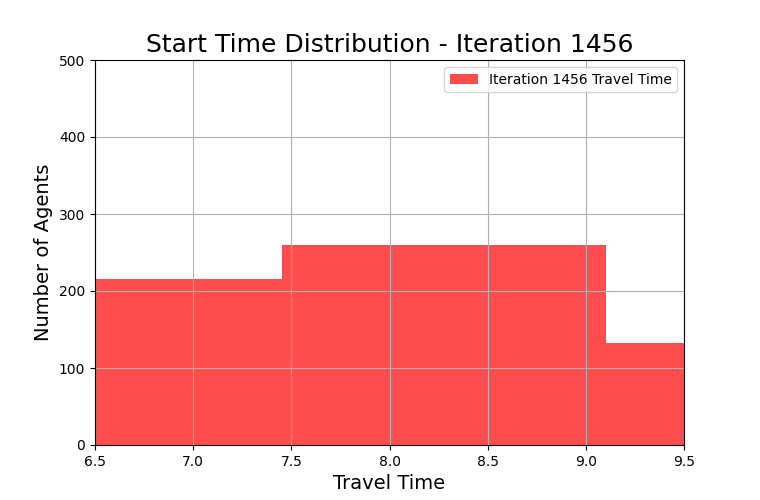 Start Time Distribution - Iteration 1456
Iteration 1456 Travel Time
Number of Agents
500
400
300
200
100
0
6.5 7.0 7.5 8.0 8.5 9.0 9.5
Travel Time